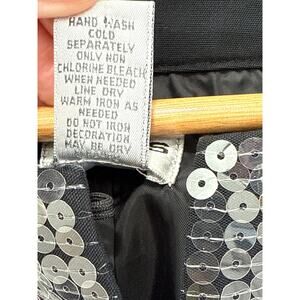 HAND WASH
COLD
SEPARATELY
ONLY NON
CHLORINE BLEACH
WHEN NEEDED
LINE DRY
WARM IRON AS
NEEDED
DO NOT IRON
DECORATION
MAY BE DRY